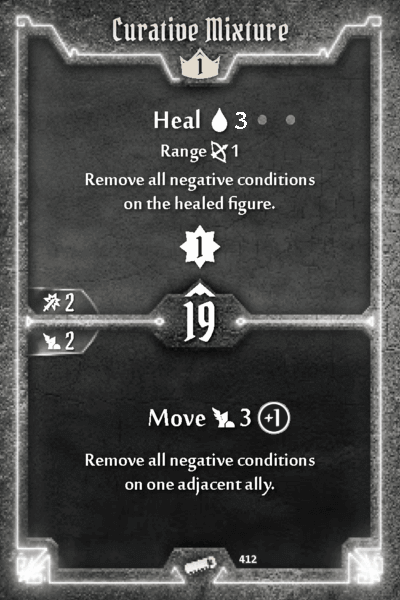 Curative Mixture
1
Heal 3
Range 1
Remove all negative conditions
on the healed figure.
1
2
19
2
Move 3 +1
Remove all negative conditions
on one adjacent ally.
412